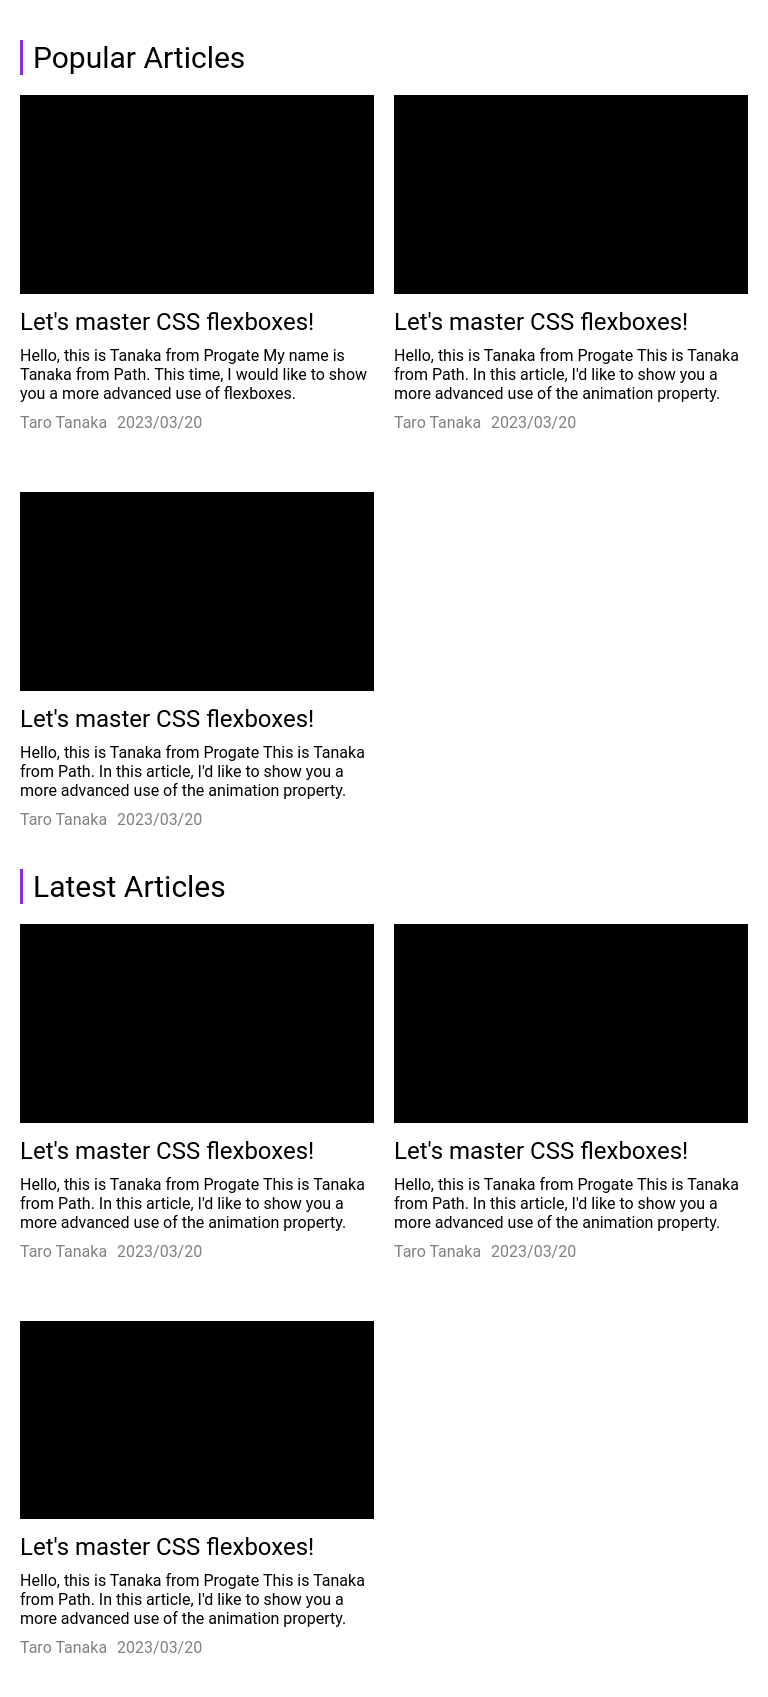 Popular Articles
Let's master CSS flexboxes!
Hello, this is Tanaka from Progate My name is
Tanaka from Path. This time, I would like to show
you a more advanced use of flexboxes.
Taro Tanaka 2023/03/20
Let's master CSS flexboxes!
Hello, this is Tanaka from Progate This is Tanaka
from Path. In this article, I'd like to show you a
more advanced use of the animation property.
Taro Tanaka 2023/03/20
Let's master CSS flexboxes!
Hello, this is Tanaka from Progate This is Tanaka
from Path. In this article, I'd like to show you a
more advanced use of the animation property.
Taro Tanaka 2023/03/20
Latest Articles
Let's master CSS flexboxes!
Hello, this is Tanaka from Progate This is Tanaka
from Path. In this article, I'd like to show you a
more advanced use of the animation property.
Taro Tanaka 2023/03/20
Let's master CSS flexboxes!
Hello, this is Tanaka from Progate This is Tanaka
from Path. In this article, I'd like to show you a
more advanced use of the animation property.
Taro Tanaka 2023/03/20
Let's master CSS flexboxes!
Hello, this is Tanaka from Progate This is Tanaka
from Path. In this article, I'd like to show you a
more advanced use of the animation property.
Taro Tanaka 2023/03/20